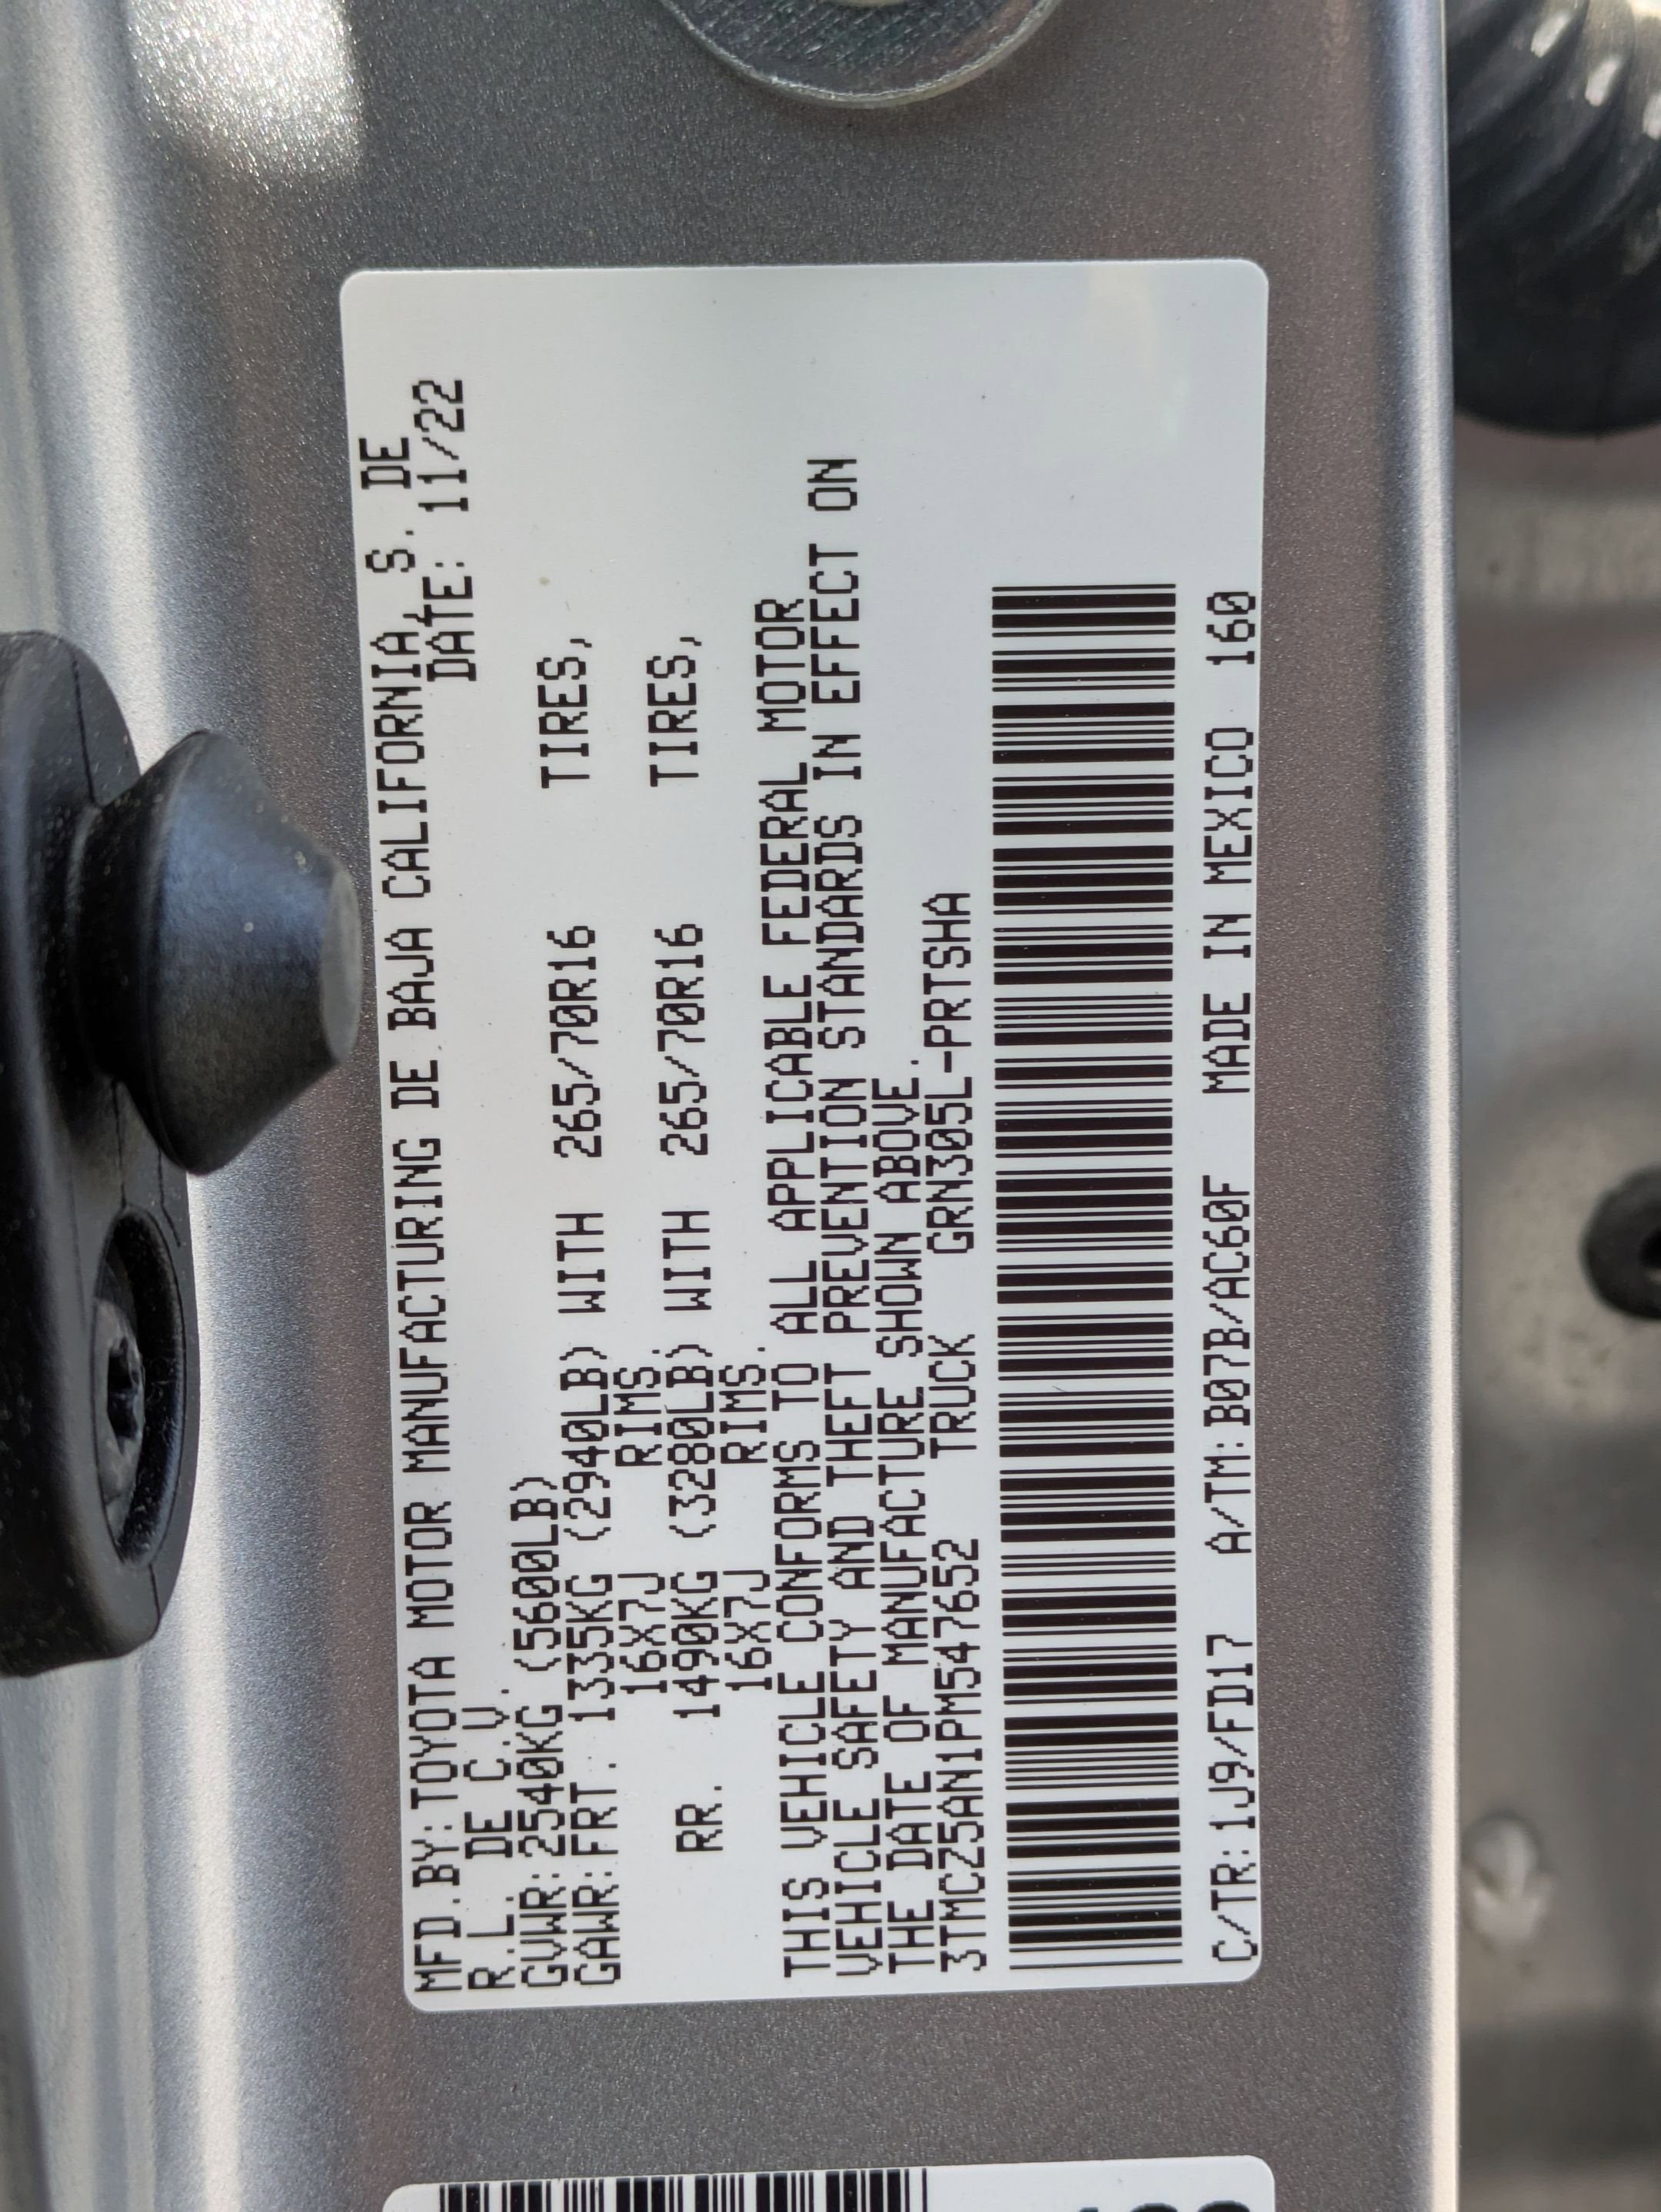 MFD.BY:TOYOTA MOTOR MANUFACTURING DE BAJA CALIFORNIA, S. DE
R.L. DE C.V. DATE: 11/22
GVWR:2540KG (5600LB)
GAWR:FRT. 1335KG (2940LB) WITH 265/70R16 TIRES,
16X7J RIMS.
RR. 1490KG (3280LB) WITH 265/70R16 TIRES,
16X7J RIMS.
THIS VEHICLE CONFORMS TO ALL APPLICABLE FEDERAL MOTOR
VEHICLE SAFETY AND THEFT PREVENTION STANDARDS IN EFFECT ON
THE DATE OF MANUFACTURE SHOWN ABOVE.
3TMCZ5AN1PM547652 TRUCK GRN305L-PRTSHA
C/TR:1J9/FD17 A/TM:B07B/AC60F MADE IN MEXICO 160